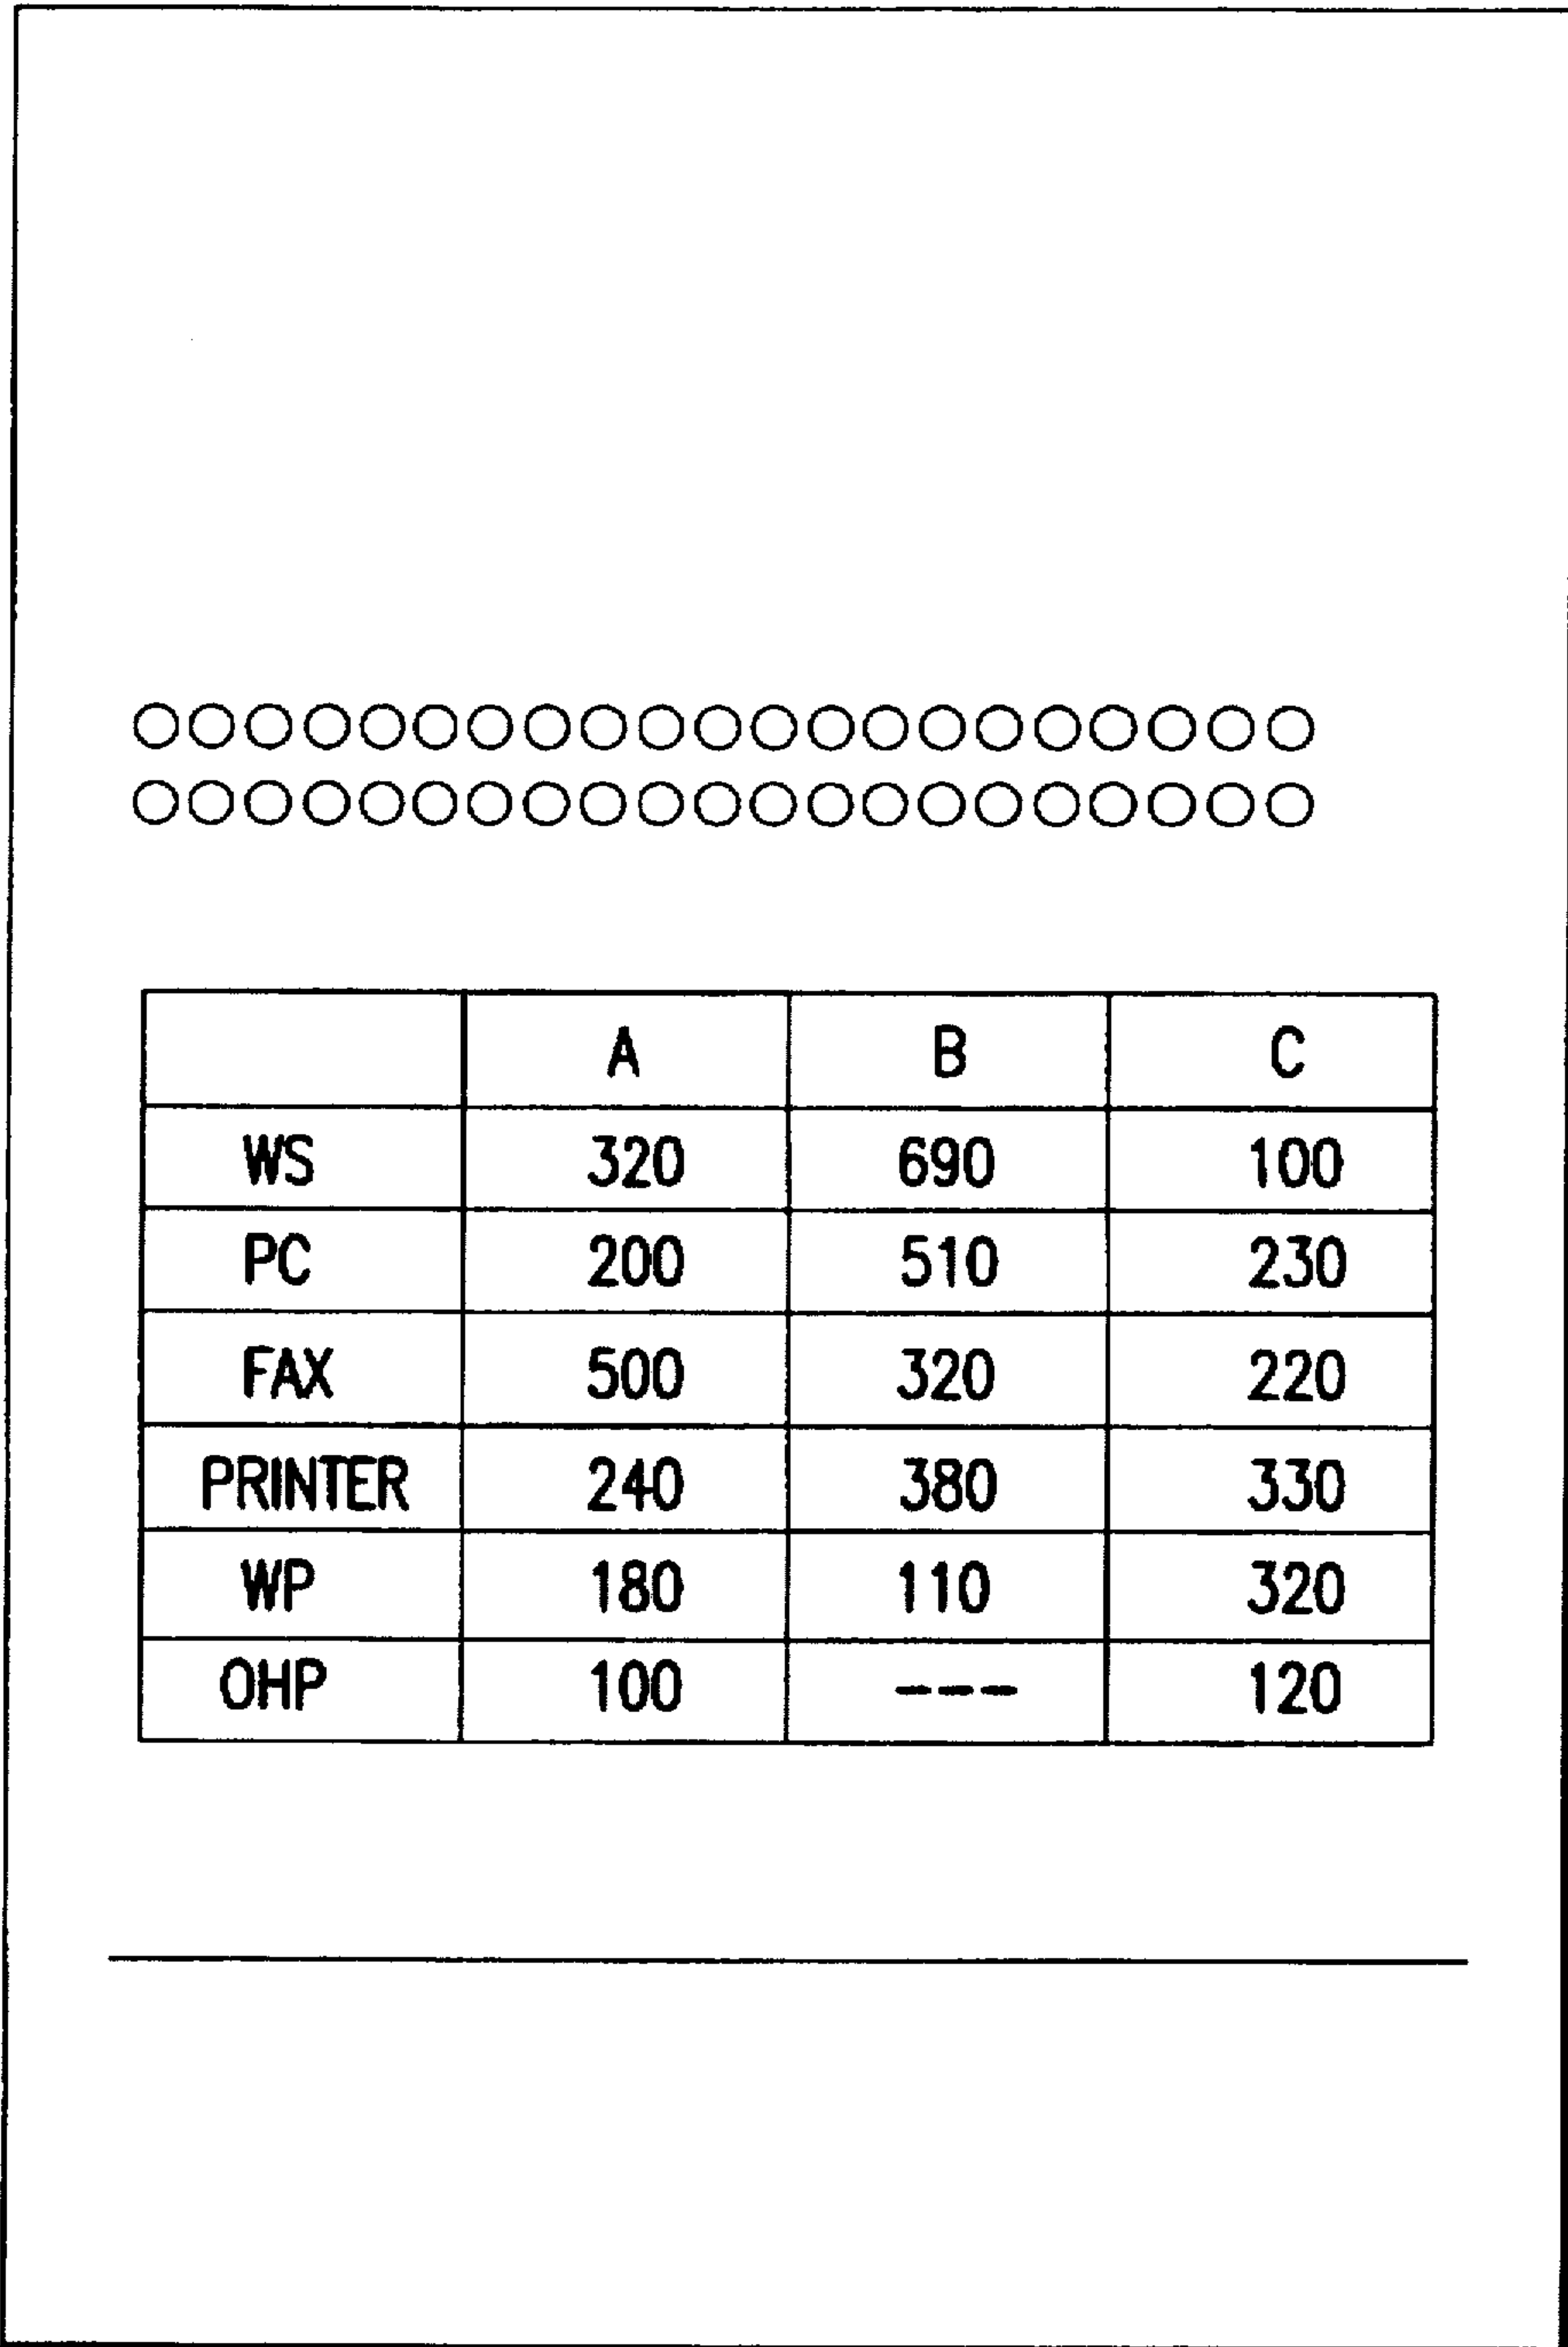 ○○○○○○○○○○○○○○○○○○○○○
○○○○○○○○○○○○○○○○○○○○○
A B C
WS 320 690 100
PC 200 510 230
FAX 500 320 220
PRINTER 240 380 330
WP 180 110 320
OHP 100 --- 120